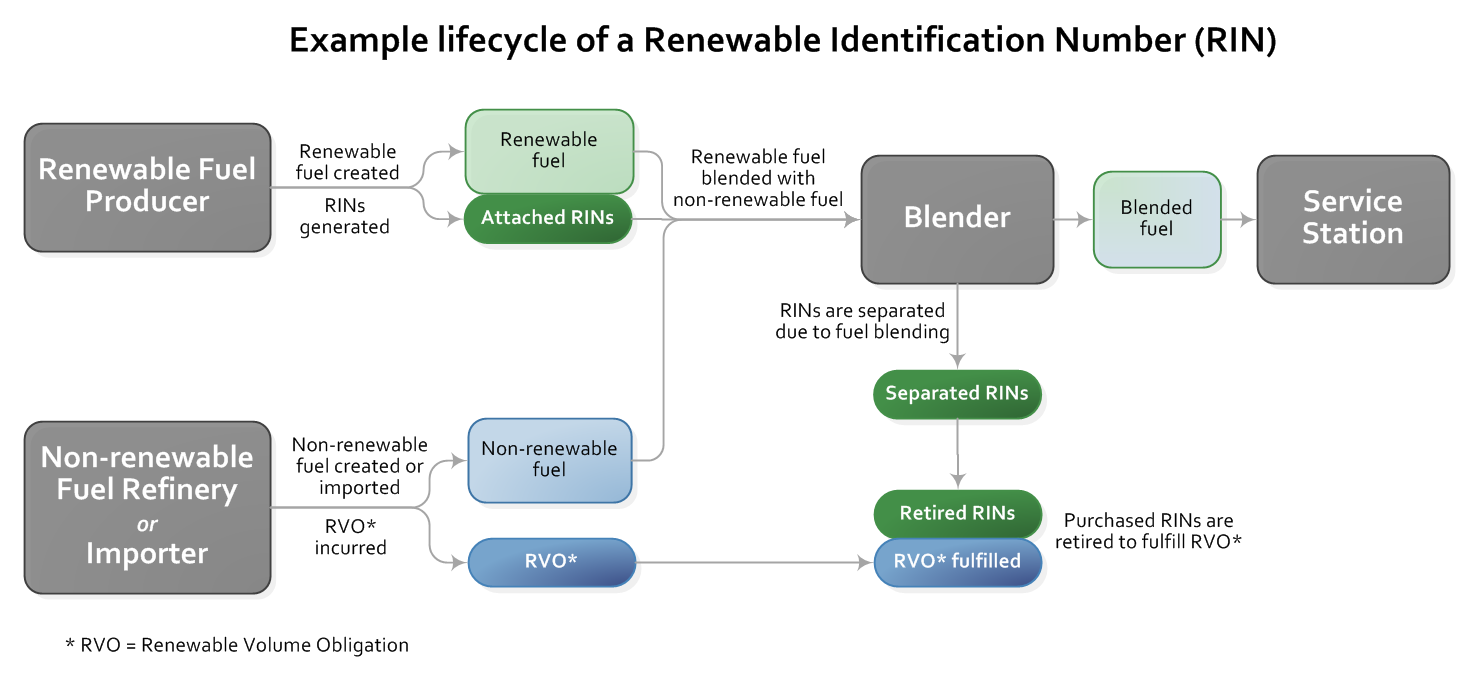 Example lifecycle of a Renewable Identification Number (RIN)
Renewable Fuel
Producer
Renewable
fuel created
RINs
generated
Renewable
fuel
Attached RINs
Renewable fuel
blended with
non-renewable fuel
Blender
Blended
fuel
Service
Station
RINs are separated
due to fuel blending
Separated RINs
Non-renewable
Fuel Refinery
or
Importer
Non-renewable
fuel created or
imported
RVO*
incurred
Non-renewable
fuel
RVO*
Retired RINs
RVO* fulfilled
Purchased RINs are
retired to fulfill RVO*
* RVO = Renewable Volume Obligation